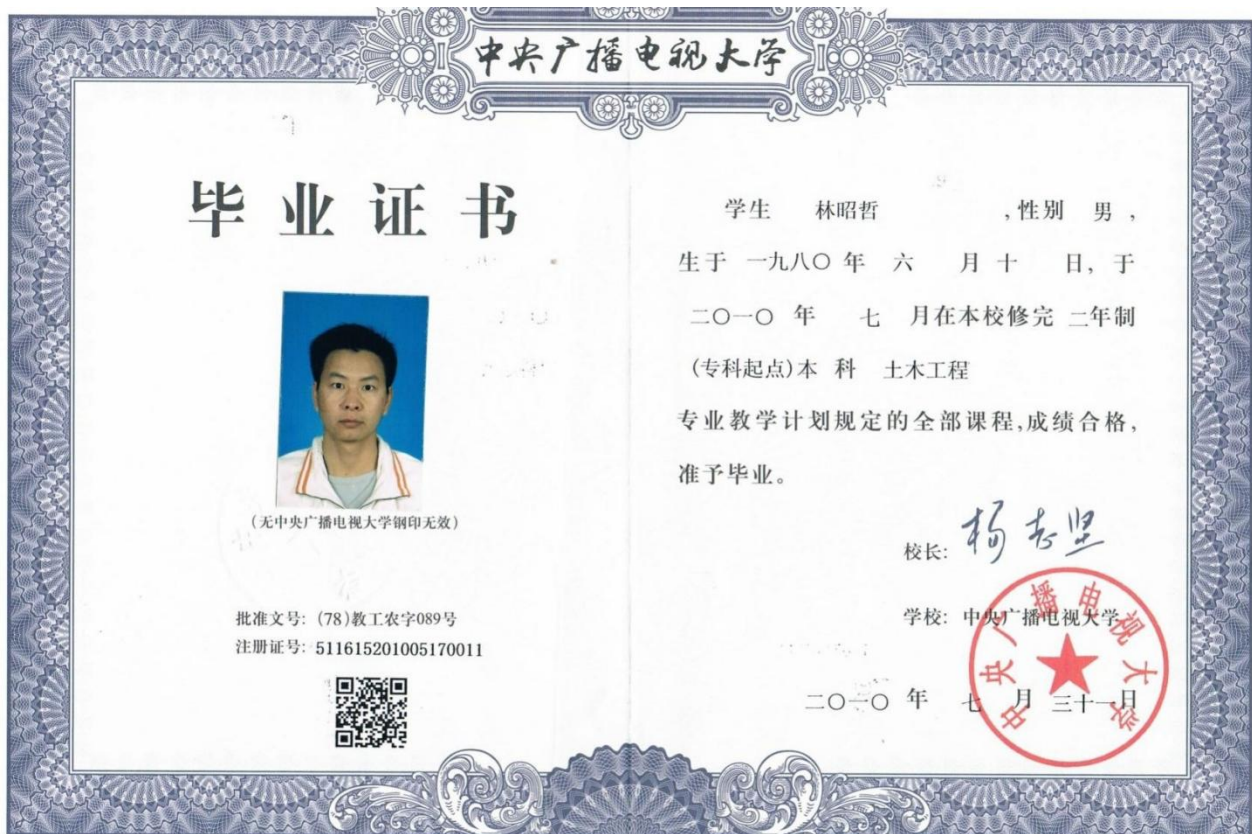 中央广播电视大学
毕业证书
(无中央广播电视大学钢印无效)
批准文号: (78)教工农字089号
注册证号: 511615201005170011
学生 林昭哲 ,性别 男 ,
生于 一九八〇 年 六 月 十 日, 于
二〇一〇 年 七 月在本校修完 二年制
(专科起点)本 科 土木工程
专业教学计划规定的全部课程,成绩合格,
准予毕业。
校长: 杨志坚
学校: 中央广播电视大学
二〇一〇 年 七 月 三十一日
中央广播电视大学